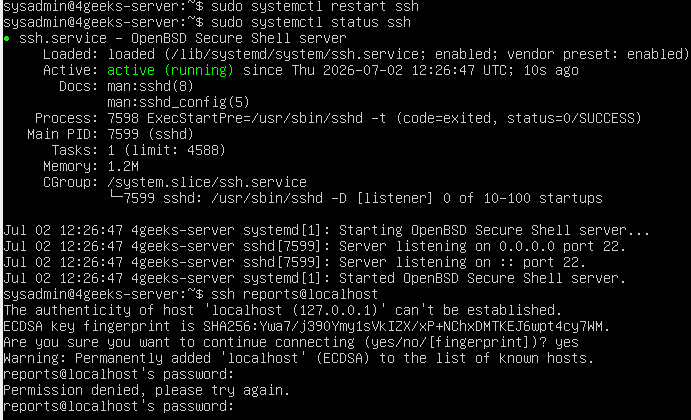 sysadmin@4geeks-server:~$ sudo systemctl restart ssh
sysadmin@4geeks-server:~$ sudo systemctl status ssh
● ssh.service - OpenBSD Secure Shell server
Loaded: loaded (/lib/systemd/system/ssh.service; enabled; vendor preset: enabled)
Active: active (running) since Thu 2026-07-02 12:26:47 UTC; 10s ago
Docs: man:sshd(8)
man:sshd_config(5)
Process: 7598 ExecStartPre=/usr/sbin/sshd -t (code=exited, status=0/SUCCESS)
Main PID: 7599 (sshd)
Tasks: 1 (limit: 4588)
Memory: 1.2M
CGroup: /system.slice/ssh.service
└─7599 sshd: /usr/sbin/sshd -D [listener] 0 of 10-100 startups
Jul 02 12:26:47 4geeks-server systemd[1]: Starting OpenBSD Secure Shell server...
Jul 02 12:26:47 4geeks-server sshd[7599]: Server listening on 0.0.0.0 port 22.
Jul 02 12:26:47 4geeks-server sshd[7599]: Server listening on :: port 22.
Jul 02 12:26:47 4geeks-server systemd[1]: Started OpenBSD Secure Shell server.
sysadmin@4geeks-server:~$ ssh reports@localhost
The authenticity of host 'localhost (127.0.0.1)' can't be established.
ECDSA key fingerprint is SHA256:Ywa7/j390Ymy1sVkIZX/xP+NChxDMTKEJ6wpt4cy7WM.
Are you sure you want to continue connecting (yes/no/[fingerprint])? yes
Warning: Permanently added 'localhost' (ECDSA) to the list of known hosts.
reports@localhost's password:
Permission denied, please try again.
reports@localhost's password: